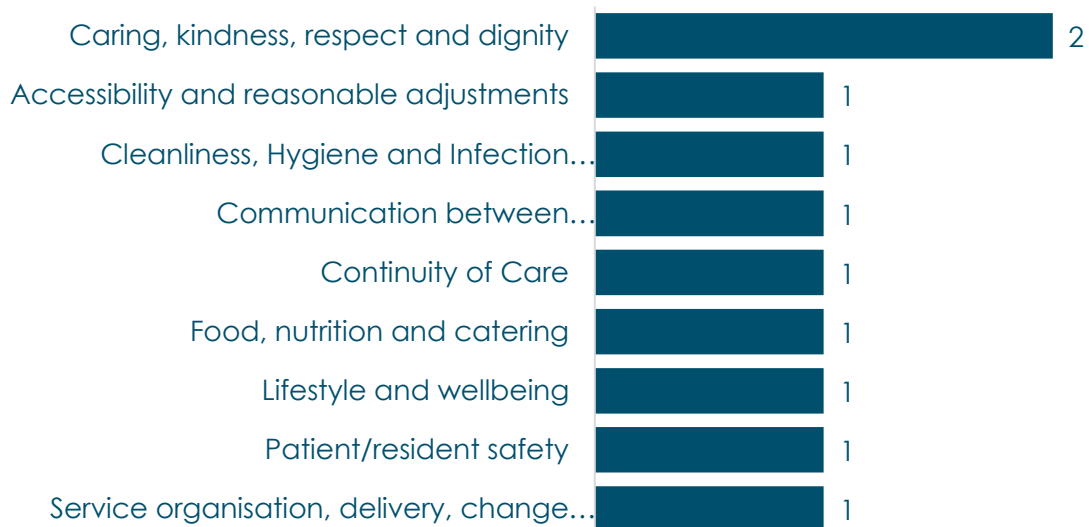 Caring, kindness, respect and dignity 2
Accessibility and reasonable adjustments 1
Cleanliness, Hygiene and Infection… 1
Communication between… 1
Continuity of Care 1
Food, nutrition and catering 1
Lifestyle and wellbeing 1
Patient/resident safety 1
Service organisation, delivery, change… 1